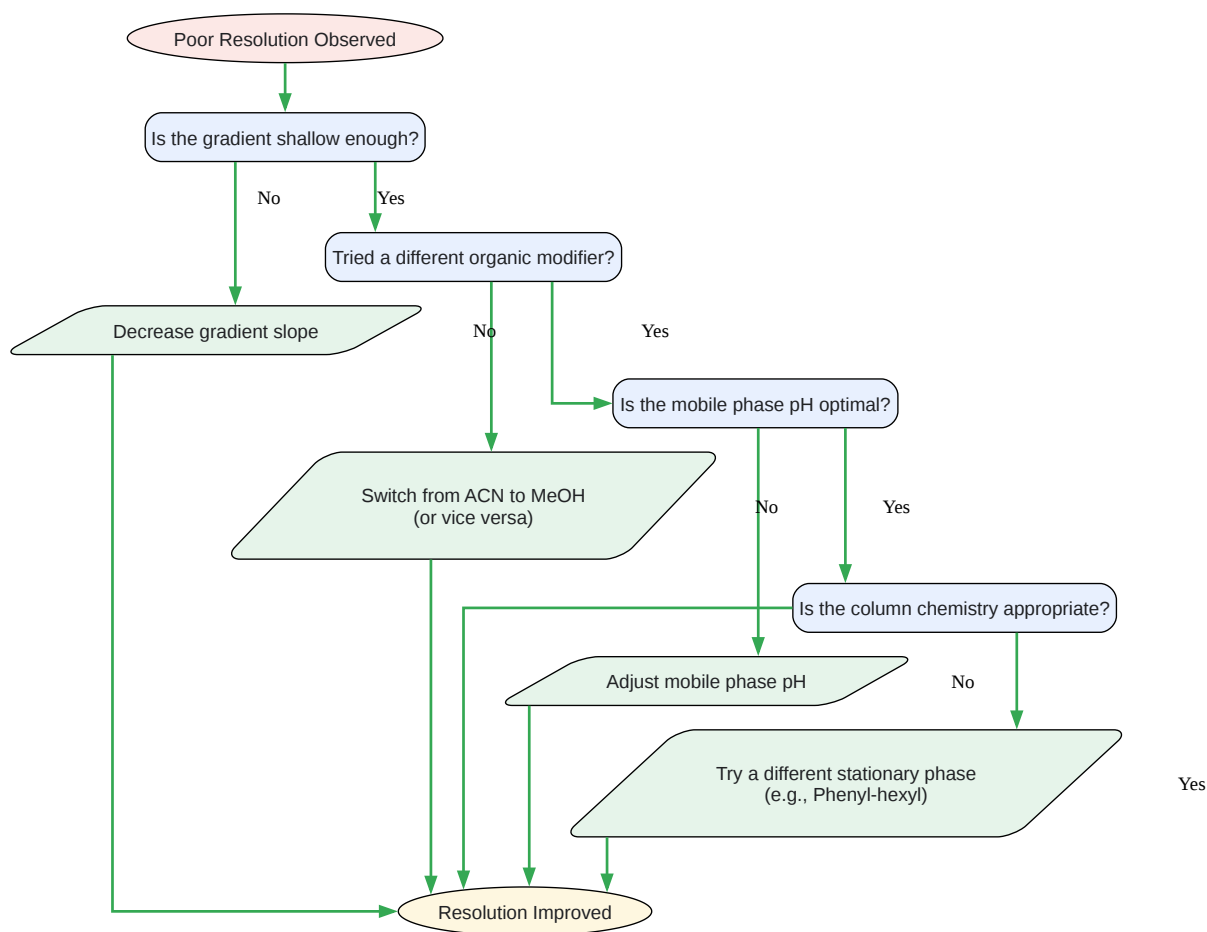 Poor Resolution Observed
Is the gradient shallow enough?
No
Yes
Tried a different organic modifier?
Decrease gradient slope
No
Yes
Is the mobile phase pH optimal?
Switch from ACN to MeOH
(or vice versa)
No
Yes
Is the column chemistry appropriate?
Adjust mobile phase pH
No
Try a different stationary phase
(e.g., Phenyl-hexyl)
Yes
Resolution Improved